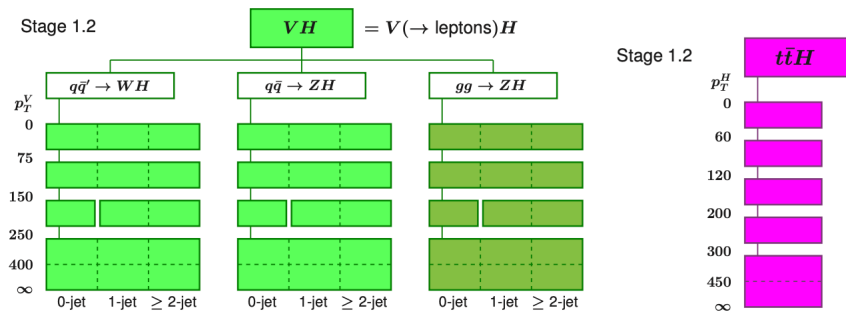 Stage 1.2
VH = V(→ leptons)H
qq̄′ → WH
qq̄ → ZH
gg → ZH
p_T^V
0
75
150
250
400
∞
0-jet 1-jet ≥ 2-jet
0-jet 1-jet ≥ 2-jet
0-jet 1-jet ≥ 2-jet
Stage 1.2
tt̄H
p_T^H
0
60
120
200
300
450
∞